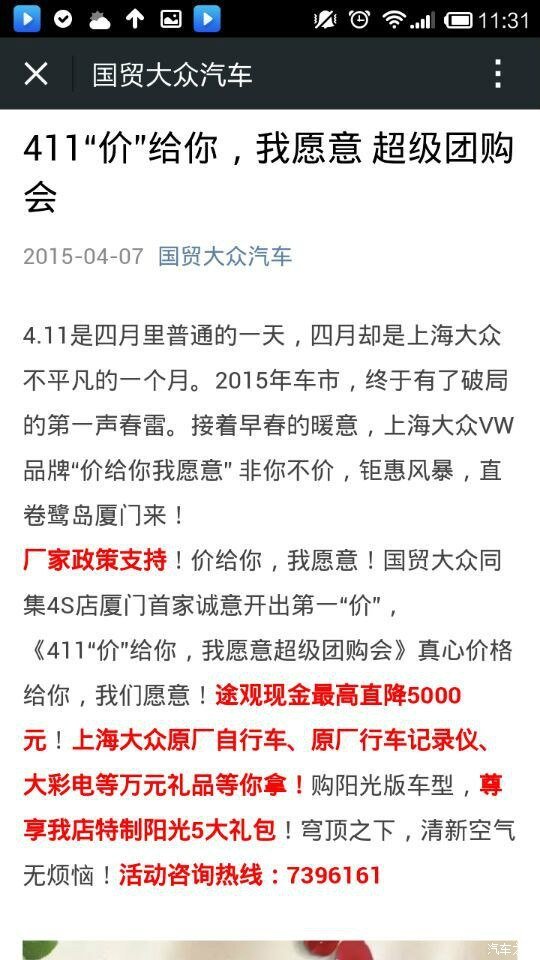 11:31
国贸大众汽车
411“价”给你，我愿意 超级团购
会
2015-04-07 国贸大众汽车
4.11是四月里普通的一天，四月却是上海大众
不平凡的一个月。2015年车市，终于有了破局
的第一声春雷。接着早春的暖意，上海大众VW
品牌“价给你我愿意” 非你不价，钜惠风暴，直
卷鹭岛厦门来！
厂家政策支持！价给你，我愿意！国贸大众同
集4S店厦门首家诚意开出第一“价”，
《411“价”给你，我愿意超级团购会》真心价格
给你，我们愿意！途观现金最高直降5000
元！上海大众原厂自行车、原厂行车记录仪、
大彩电等万元礼品等你拿！购阳光版车型，尊
享我店特制阳光5大礼包！穹顶之下，清新空气
无烦恼！活动咨询热线：7396161